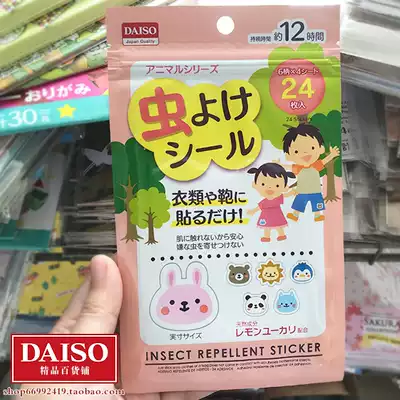 DAISO
Japan Quality
持続時間 約12時間
アニマルシリーズ
6柄×4シート
24
枚入
虫よけ
シール
衣類や鞄に
貼るだけ!
肌に触れないから安心
嫌な虫を寄せつけない
実寸サイズ
天然成分
レモンユーカリ配合
INSECT REPELLENT STICKER
おりがみ
30
SAKURA
DAISO
精品百货铺
shop66992419.taobao.com